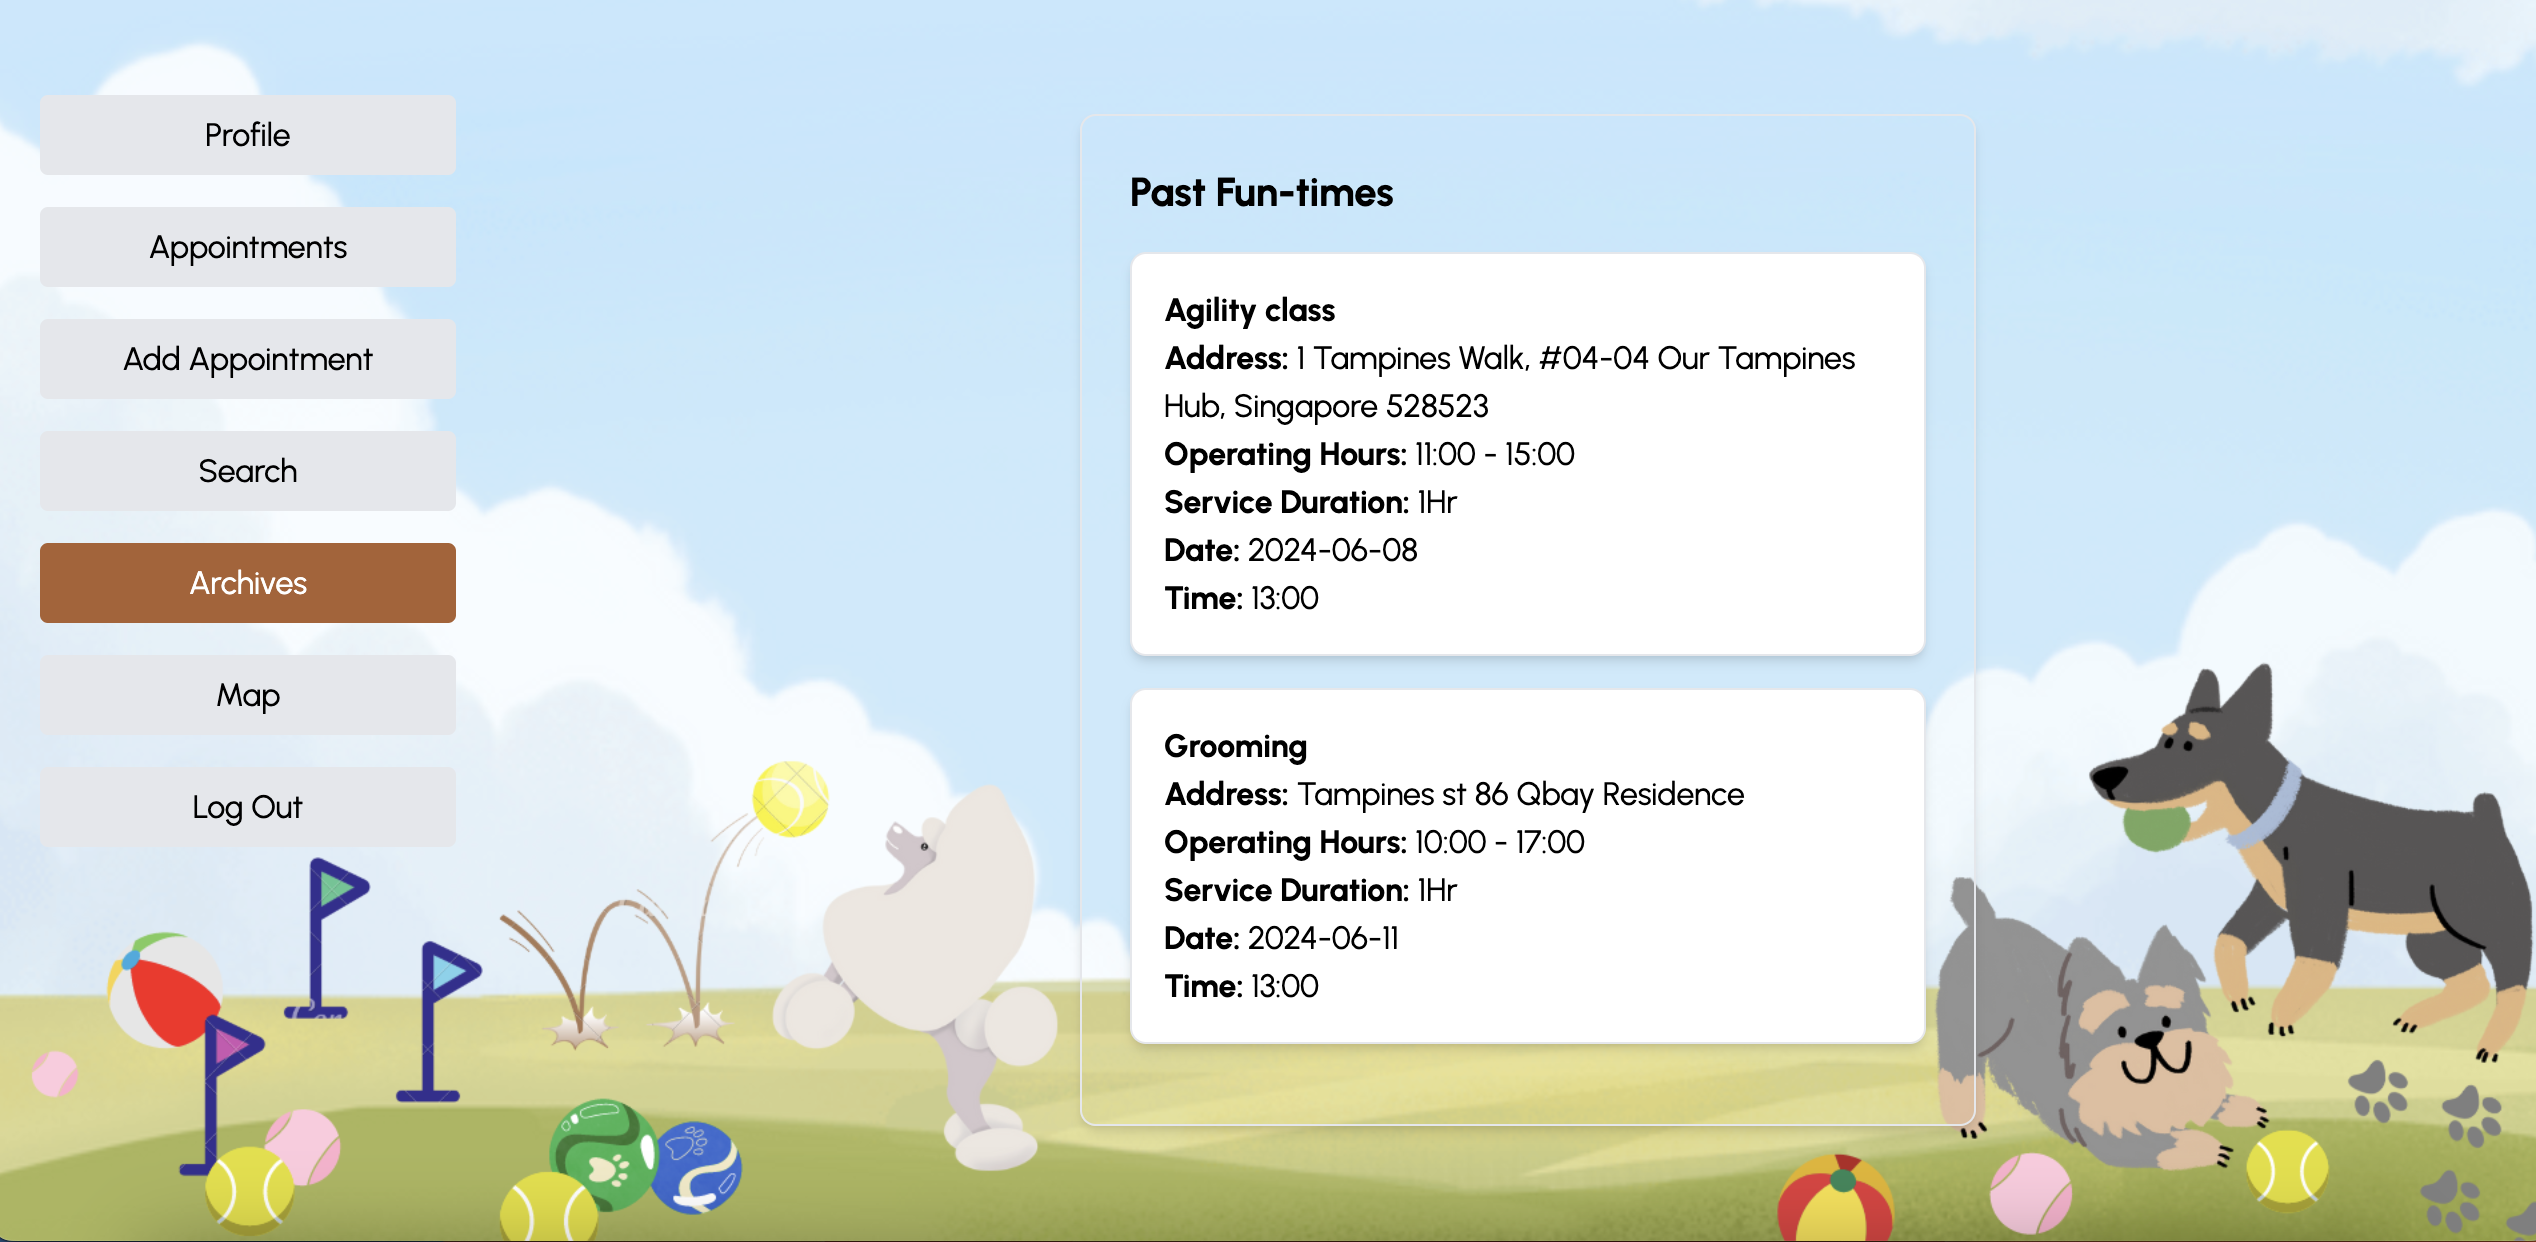 Profile
Appointments
Add Appointment
Search
Archives
Map
Log Out
Past Fun-times
Agility class
Address: 1 Tampines Walk, #04-04 Our Tampines
Hub, Singapore 528523
Operating Hours: 11:00 - 15:00
Service Duration: 1Hr
Date: 2024-06-08
Time: 13:00
Grooming
Address: Tampines st 86 Qbay Residence
Operating Hours: 10:00 - 17:00
Service Duration: 1Hr
Date: 2024-06-11
Time: 13:00